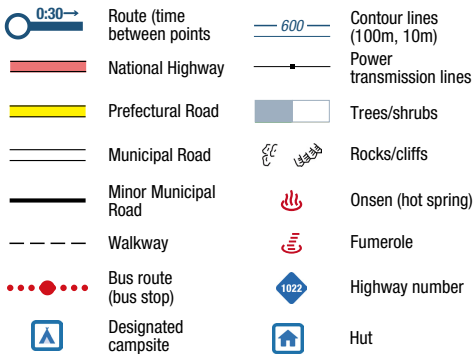 0:30→
Route (time
between points
National Highway
Prefectural Road
Municipal Road
Minor Municipal
Road
Walkway
Bus route
(bus stop)
Designated
campsite
600
Contour lines
(100m, 10m)
Power
transmission lines
Trees/shrubs
Rocks/cliffs
Onsen (hot spring)
Fumerole
1022
Highway number
Hut